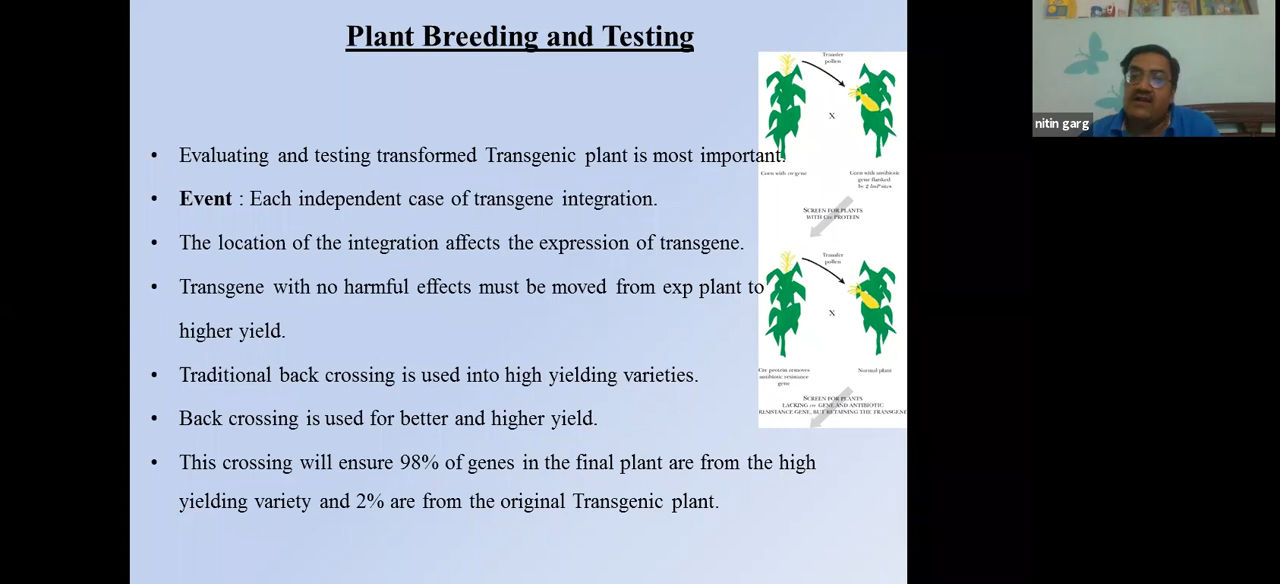 Plant Breeding and Testing
• Evaluating and testing transformed Transgenic plant is most important.
• Event : Each independent case of transgene integration.
• The location of the integration affects the expression of transgene.
• Transgene with no harmful effects must be moved from exp plant to
higher yield.
• Traditional back crossing is used into high yielding varieties.
• Back crossing is used for better and higher yield.
• This crossing will ensure 98% of genes in the final plant are from the high
yielding variety and 2% are from the original Transgenic plant.
Transfer
pollen
X
Corn with cre gene
Corn with antibiotic
gene flanked
by 2 loxP sites
SCREEN FOR PLANTS
WITH Cre PROTEIN
Transfer
pollen
X
Cre protein removes
antibiotic resistance
gene
Normal plant
SCREEN FOR PLANTS
LACKING cre GENE AND ANTIBIOTIC
RESISTANCE GENE, BUT RETAINING THE TRANSGENE
nitin garg